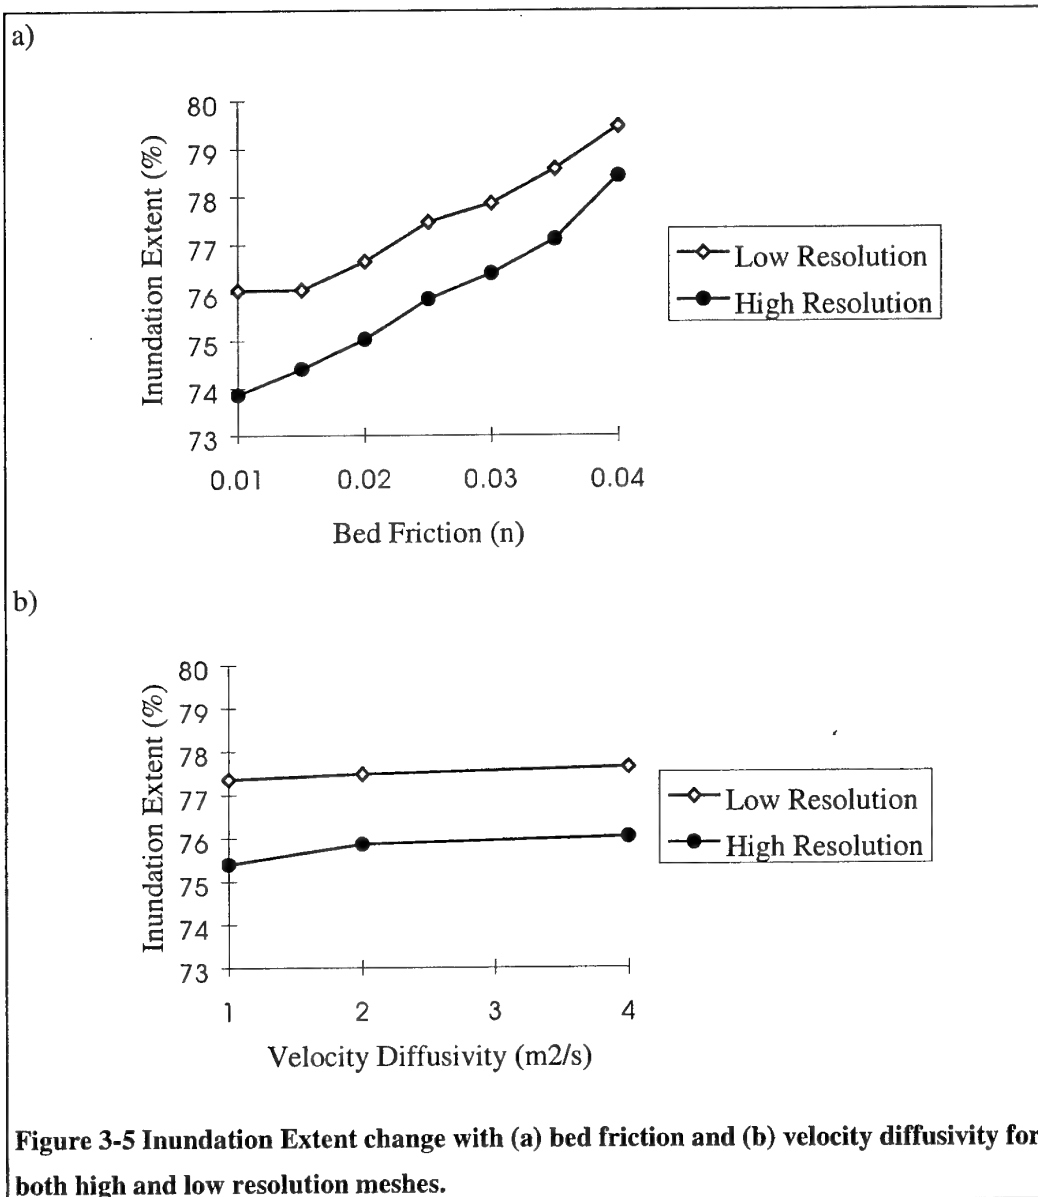 a)
80
79
78
77
76
75
74
73
Inundation Extent (%)
0.01 0.02 0.03 0.04
Bed Friction (n)
Low Resolution
High Resolution
b)
80
79
78
77
76
75
74
73
Inundation Extent (%)
1 2 3 4
Velocity Diffusivity (m2/s)
Low Resolution
High Resolution
Figure 3-5 Inundation Extent change with (a) bed friction and (b) velocity diffusivity for
both high and low resolution meshes.